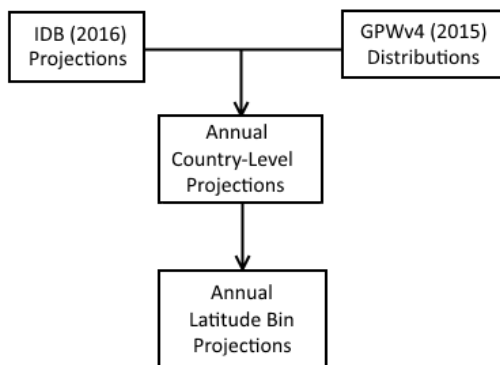 IDB (2016)
Projections
GPWv4 (2015)
Distributions
Annual
Country-Level
Projections
Annual
Latitude Bin
Projections